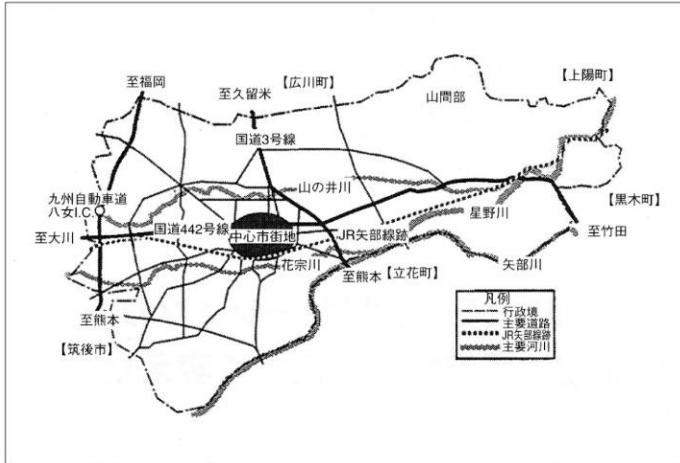 至福岡
至久留米
【広川町】
山間部
【上陽町】
国道3号線
九州自動車道
八女I.C.
山の井川
【黒木町】
国道442号線
中心市街地
JR矢部線跡
星野川
至大川
至竹田
花宗川
至熊本
【立花町】
矢部川
至熊本
【筑後市】
凡例
行政境
主要道路
JR矢部線跡
主要河川